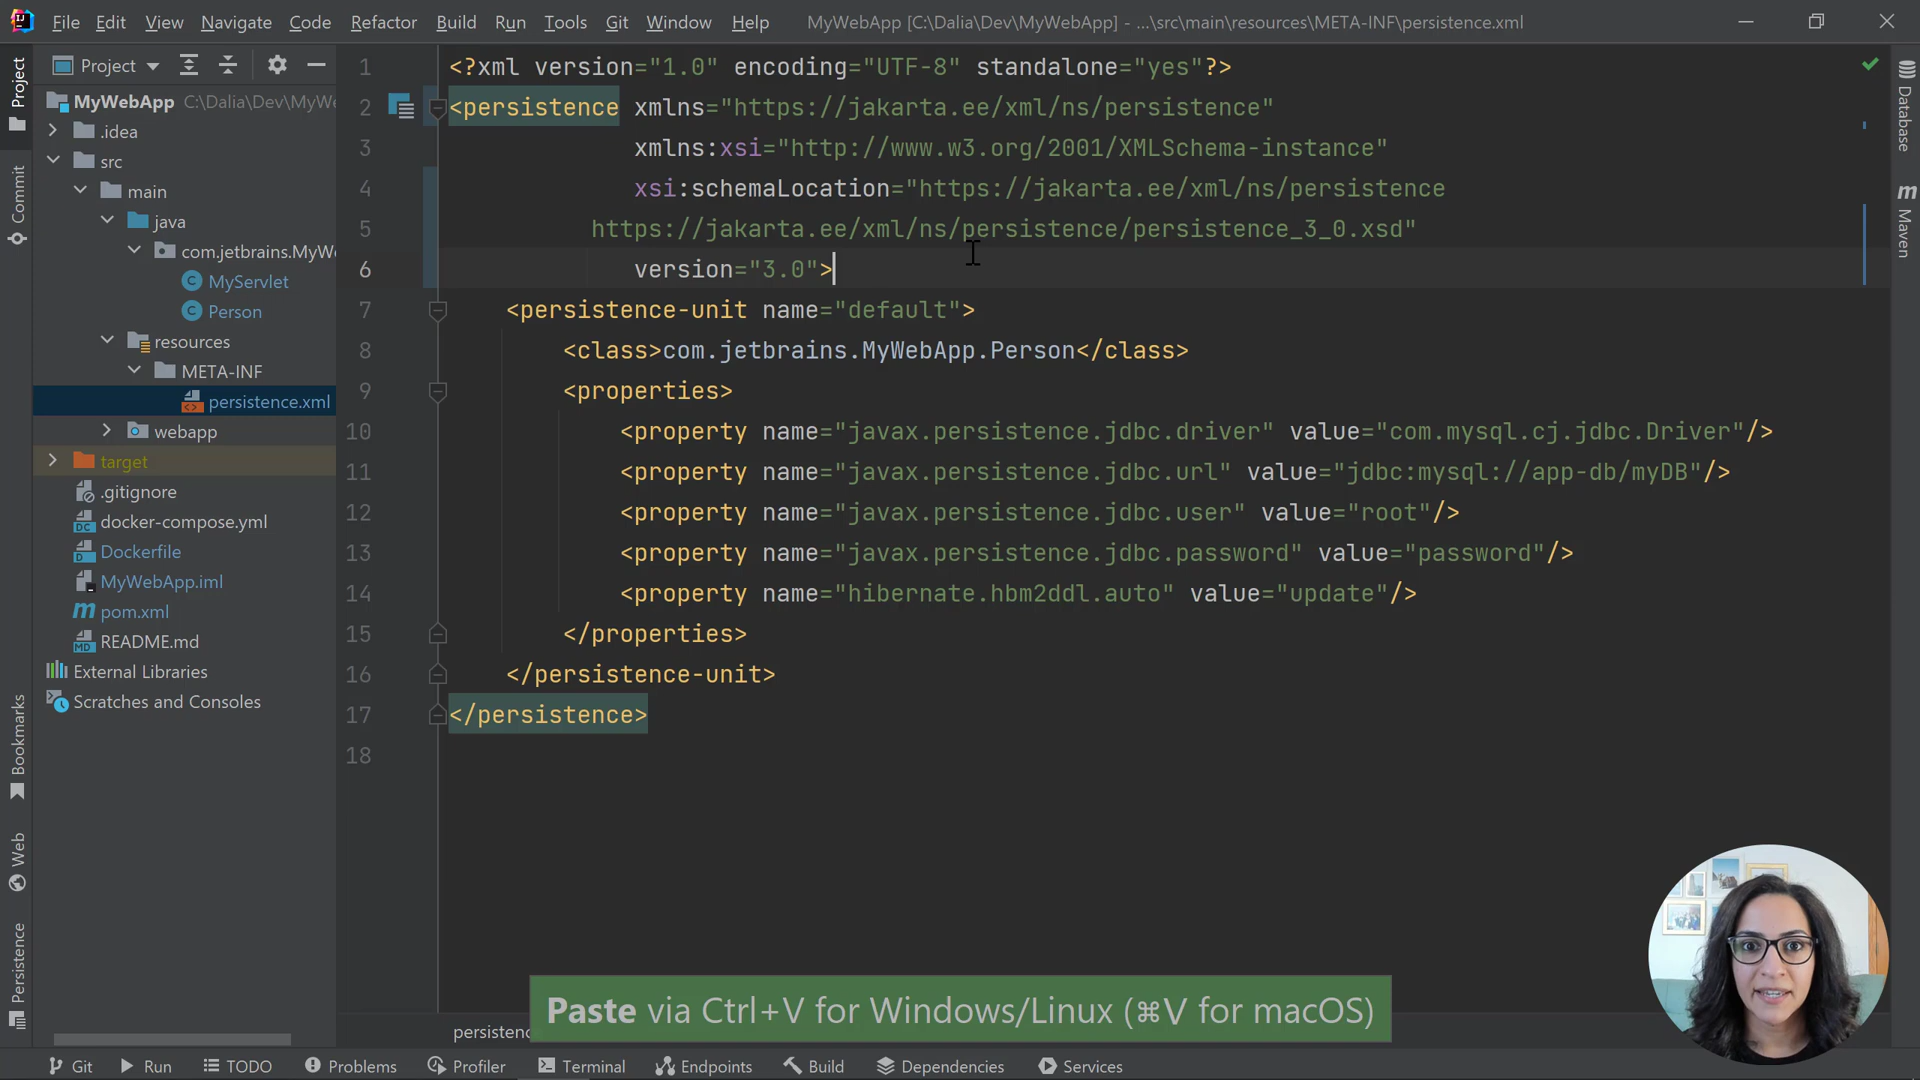 File Edit View Navigate Code Refactor Build Run Tools Git Window Help MyWebApp [C:\Dalia\Dev\MyWebApp] - ...\src\main\resources\META-INF\persistence.xml
Project
Commit
Bookmarks
Web
Persistence
Project
MyWebApp C:\Dalia\Dev\MyWe
.idea
src
main
java
com.jetbrains.MyWe
MyServlet
Person
resources
META-INF
persistence.xml
webapp
target
.gitignore
docker-compose.yml
Dockerfile
MyWebApp.iml
pom.xml
README.md
External Libraries
Scratches and Consoles
1 <?xml version="1.0" encoding="UTF-8" standalone="yes"?>
2 <persistence xmlns="https://jakarta.ee/xml/ns/persistence"
3 xmlns:xsi="http://www.w3.org/2001/XMLSchema-instance"
4 xsi:schemaLocation="https://jakarta.ee/xml/ns/persistence
5 https://jakarta.ee/xml/ns/persistence/persistence_3_0.xsd"
6 version="3.0">
7 <persistence-unit name="default">
8 <class>com.jetbrains.MyWebApp.Person</class>
9 <properties>
10 <property name="javax.persistence.jdbc.driver" value="com.mysql.cj.jdbc.Driver"/>
11 <property name="javax.persistence.jdbc.url" value="jdbc:mysql://app-db/myDB"/>
12 <property name="javax.persistence.jdbc.user" value="root"/>
13 <property name="javax.persistence.jdbc.password" value="password"/>
14 <property name="hibernate.hbm2ddl.auto" value="update"/>
15 </properties>
16 </persistence-unit>
17 </persistence>
18
Database
Maven
persistenc
Paste via Ctrl+V for Windows/Linux (⌘V for macOS)
Git Run TODO Problems Profiler Terminal Endpoints Build Dependencies Services